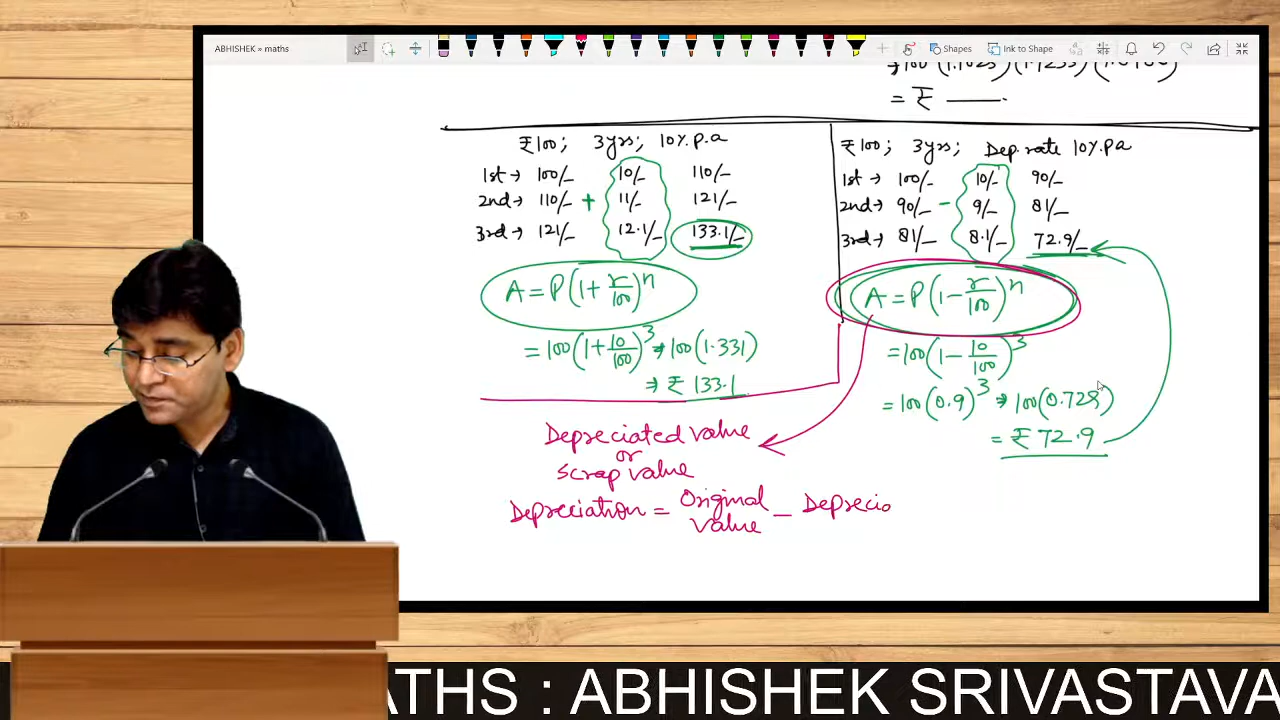 ABHISHEK » maths
Shapes
Ink to Shape
= ₹ ——
₹100; 3yrs; 10% p.a
1st → 100/- 10/- 110/-
2nd → 110/- + 11/- 121/-
3rd → 121/- 12.1/- 133.1/-
A = P(1 + r/100)^n
= 100(1 + 10/100)^3 → 100(1.331)
→ ₹ 133.1
₹100; 3yrs; Dep. rate 10% p.a
1st → 100/- 10/- 90/-
2nd → 90/- - 9/- 81/-
3rd → 81/- 8.1/- 72.9/-
A = P(1 - r/100)^n
= 100(1 - 10/100)^3
= 100(0.9)^3 → 100(0.729)
= ₹ 72.9
Depreciated value
or
scrap value
Depreciation = Original value - Deprecia
MATHS : ABHISHEK SRIVASTAVA